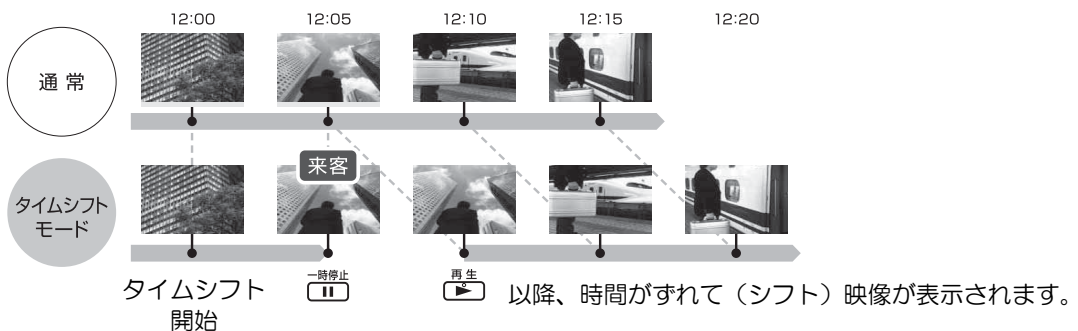 12:00 12:05 12:10 12:15 12:20
通常
来客
タイムシフト
モード
タイムシフト
開始
一時停止
再生
以降、時間がずれて（シフト）映像が表示されます。